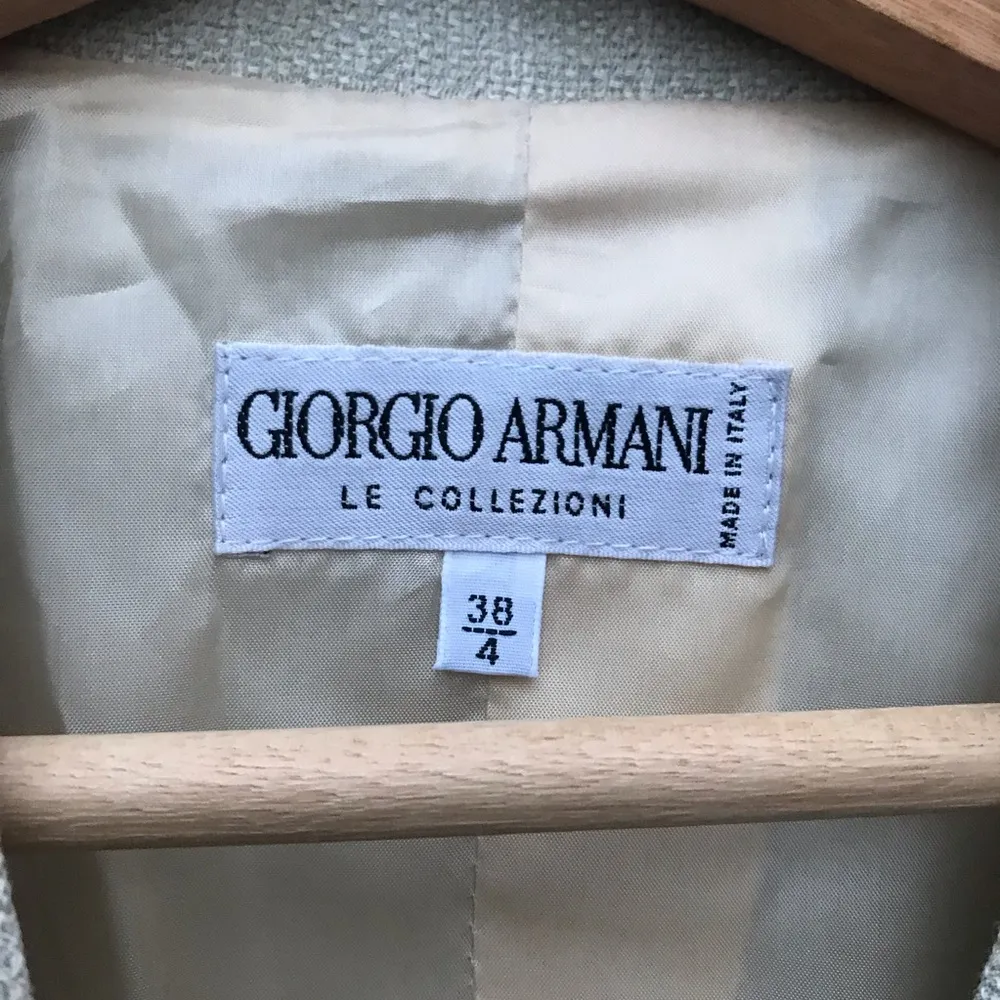 GIORGIO ARMANI
LE COLLEZIONI
MADE IN ITALY
38
4